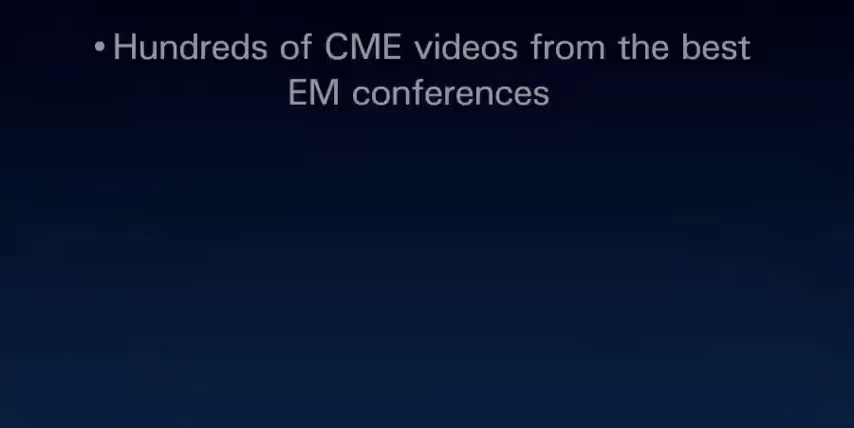 • Hundreds of CME videos from the best
EM conferences